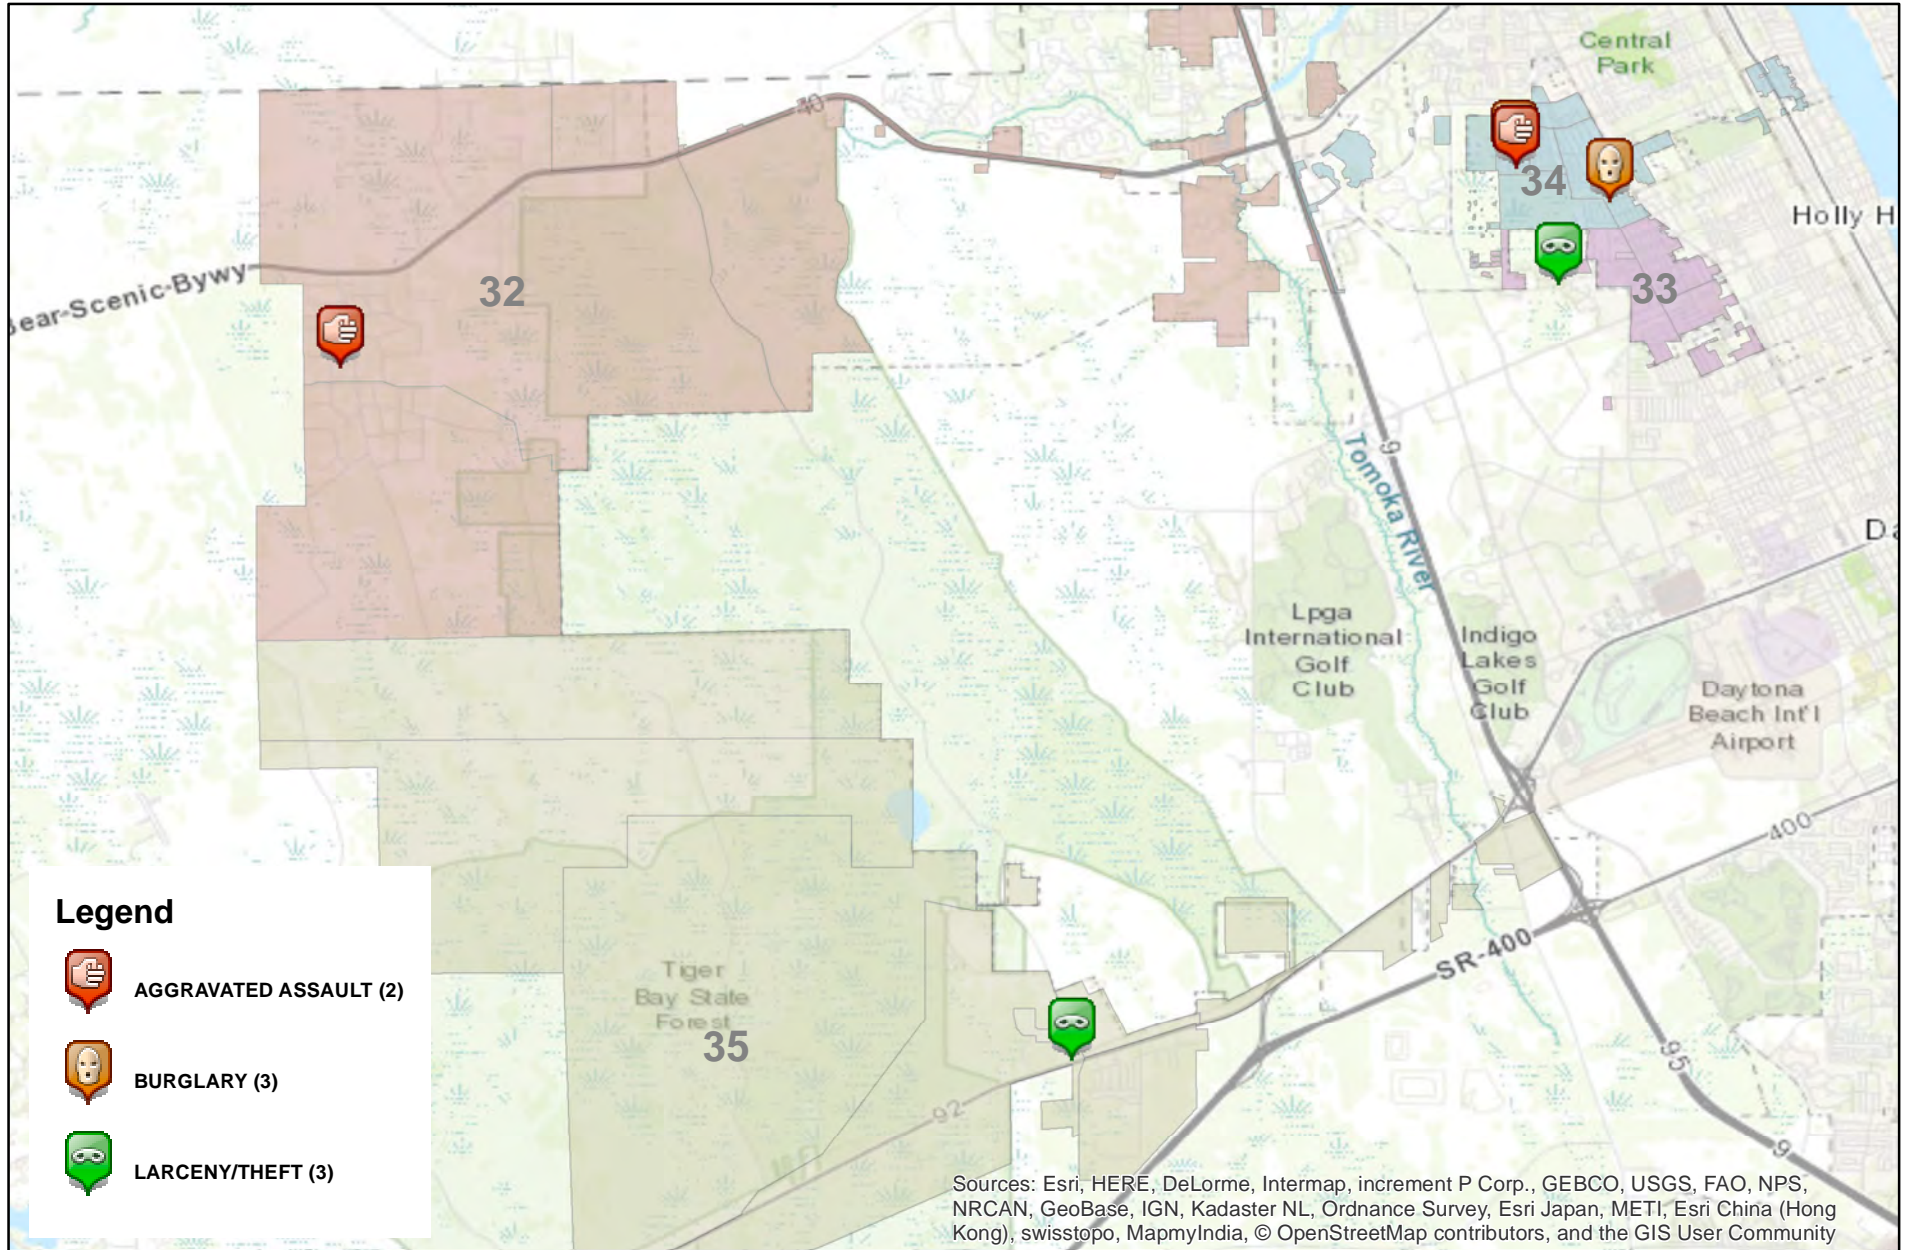 Central
Park
40
34
Holly H
33
32
Bear-Scenic-Bywy
9
Tomoka River
Da
Lpga
International
Golf
Club
Indigo
Lakes
Golf
Club
Daytona
Beach Int'l
Airport
400
SR-400
Tiger
Bay State
Forest
35
92
95
9
Legend
AGGRAVATED ASSAULT (2)
BURGLARY (3)
LARCENY/THEFT (3)
Sources: Esri, HERE, DeLorme, Intermap, increment P Corp., GEBCO, USGS, FAO, NPS,
NRCAN, GeoBase, IGN, Kadaster NL, Ordnance Survey, Esri Japan, METI, Esri China (Hong
Kong), swisstopo, MapmyIndia, © OpenStreetMap contributors, and the GIS User Community